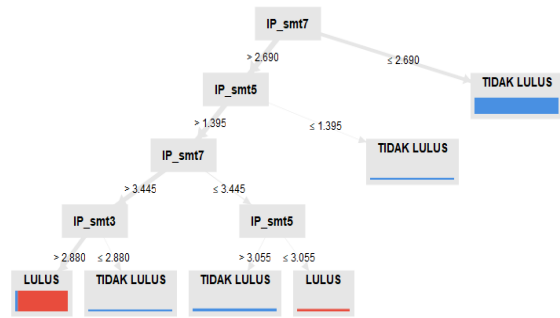 IP_smt7
> 2.690
≤ 2.690
IP_smt5
TIDAK LULUS
> 1.395
≤ 1.395
IP_smt7
TIDAK LULUS
> 3.445
≤ 3.445
IP_smt3
IP_smt5
> 2.880
≤ 2.880
> 3.055
≤ 3.055
LULUS
TIDAK LULUS
TIDAK LULUS
LULUS